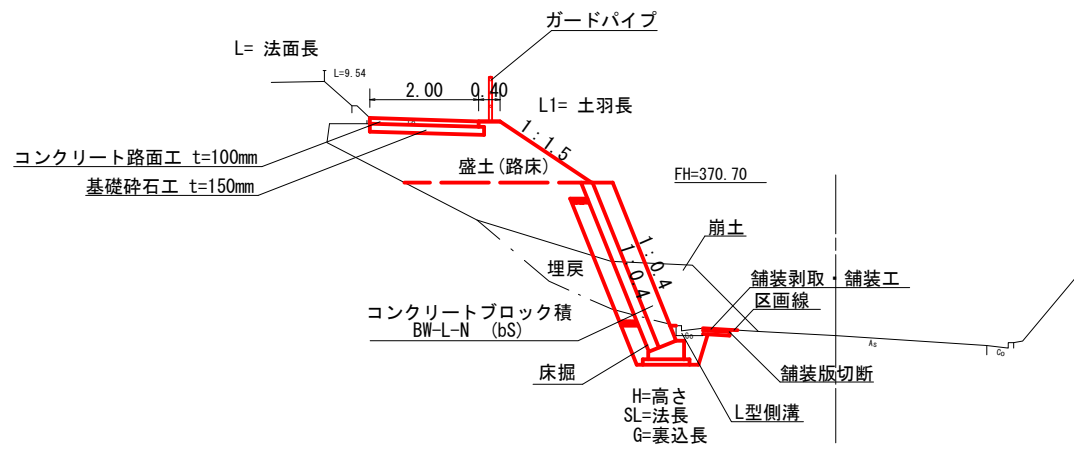 ガードパイプ
L= 法面長
L=9.54
2.00
0.40
L1= 土羽長
1:1.5
コンクリート路面工 t=100mm
盛土(路床)
基礎砕石工 t=150mm
FH=370.70
崩土
1:0.4
1:0.4
埋戻
舗装剥取・舗装工
区画線
コンクリートブロック積
BW-L-N (bS)
Co
As
Co
床掘
舗装版切断
H=高さ
SL=法長
G=裏込長
L型側溝